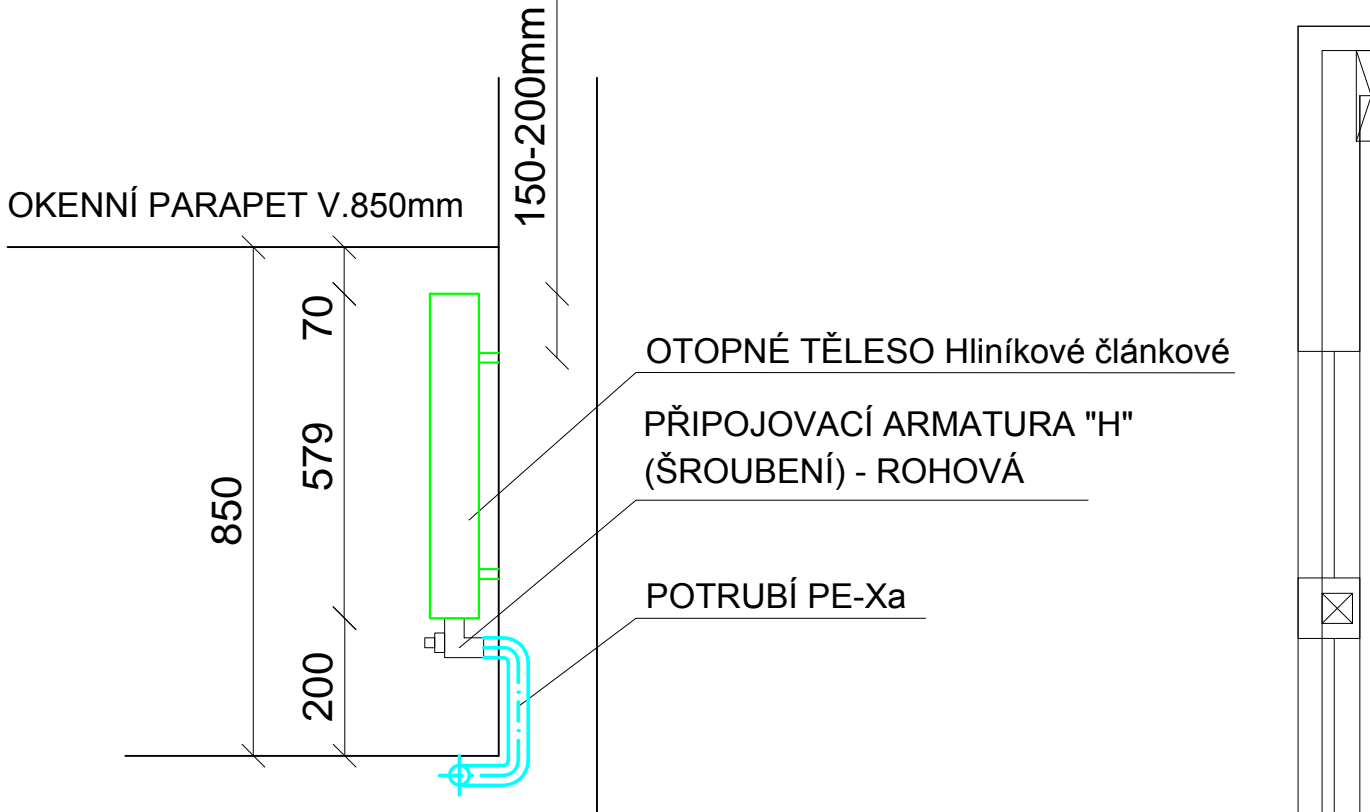 150-200mm
OKENNÍ PARAPET V.850mm
70
579
850
200
OTOPNÉ TĚLESO Hliníkové článkové
PŘIPOJOVACÍ ARMATURA "H"
(ŠROUBENÍ) - ROHOVÁ
POTRUBÍ PE-Xa